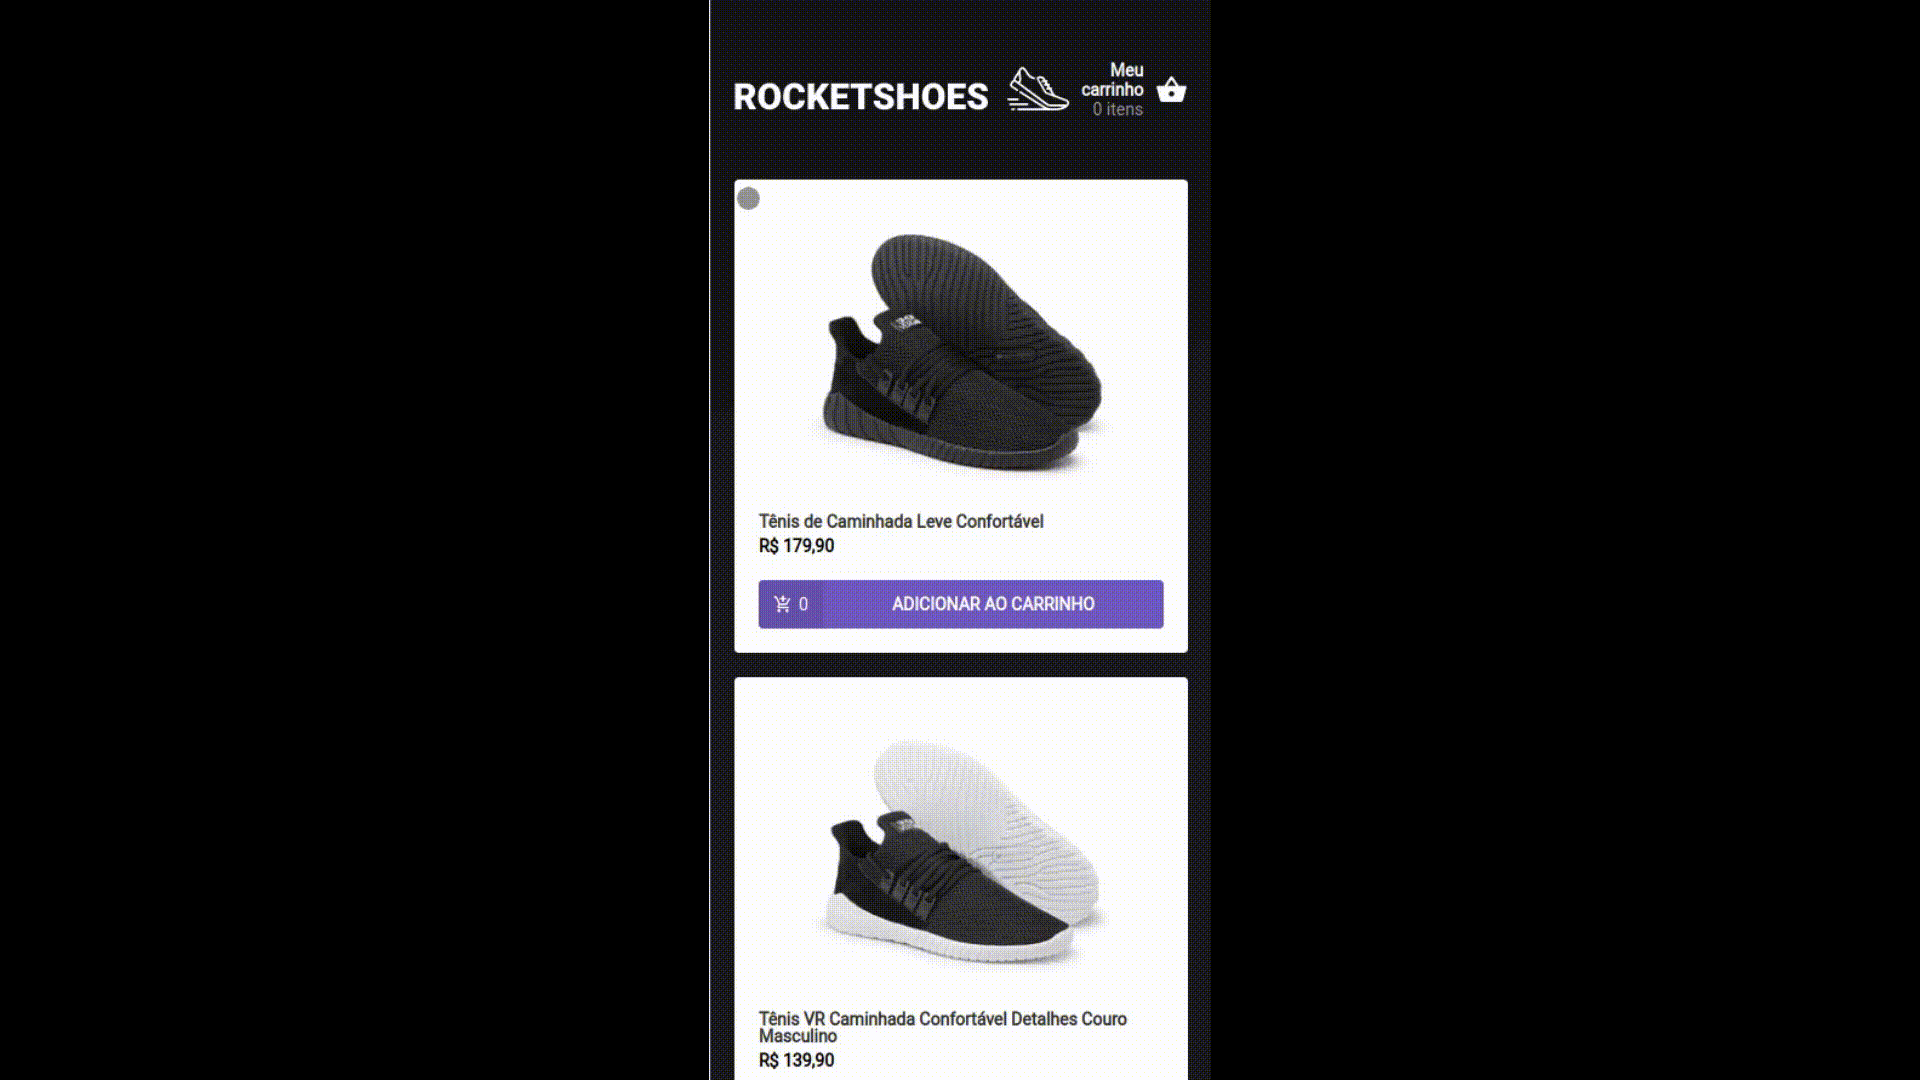 ROCKETSHOES
Meu
carrinho
0 itens
Tênis de Caminhada Leve Confortável
R$ 179,90
0
ADICIONAR AO CARRINHO
Tênis VR Caminhada Confortável Detalhes Couro
Masculino
R$ 139,90